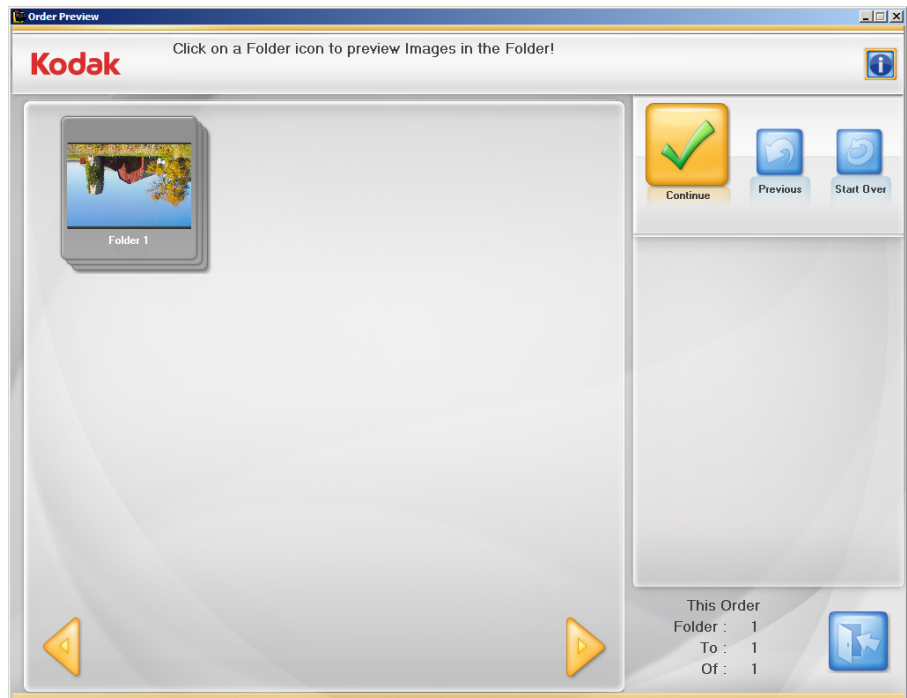 Order Preview
Kodak
Click on a Folder icon to preview Images in the Folder!
Folder 1
Continue
Previous
Start Over
This Order
Folder : 1
To : 1
Of : 1